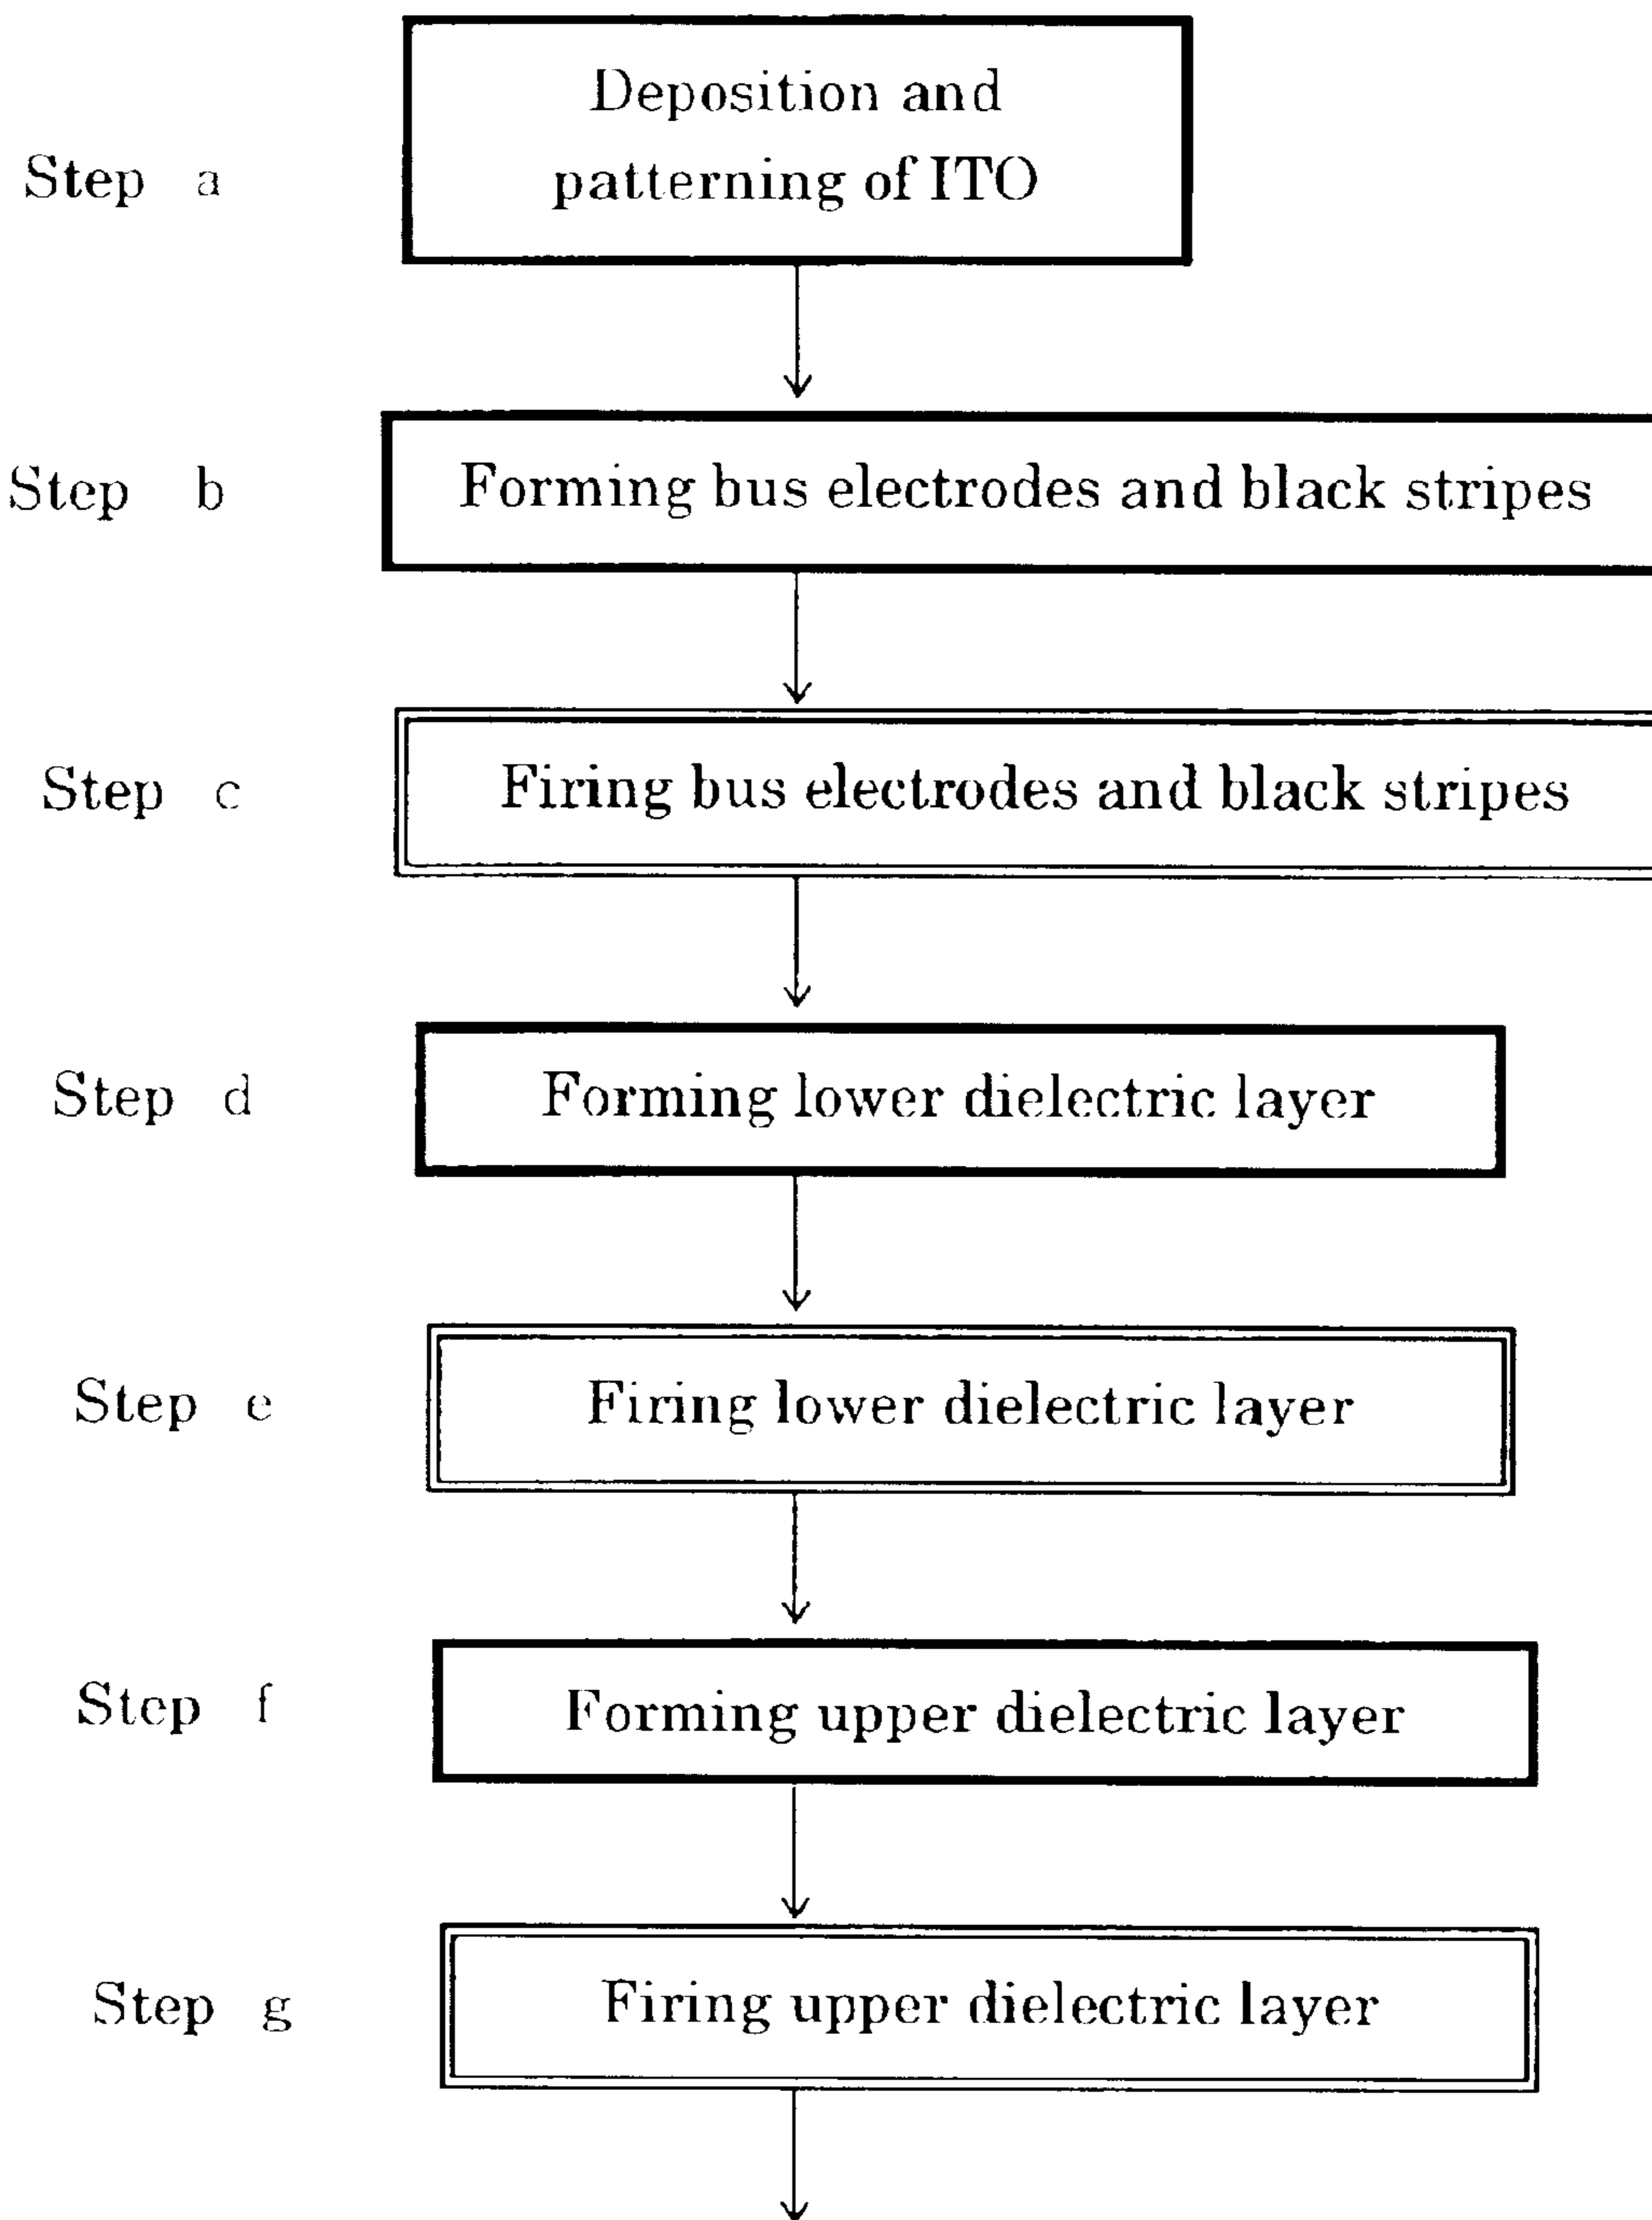 Deposition and
Step a
patterning of ITO
Step b
Forming bus electrodes and black stripes
Step c
Firing bus electrodes and black stripes
Step d
Forming lower dielectric layer
Step e
Firing lower dielectric layer
Step f
Forming upper dielectric layer
Step g
Firing upper dielectric layer